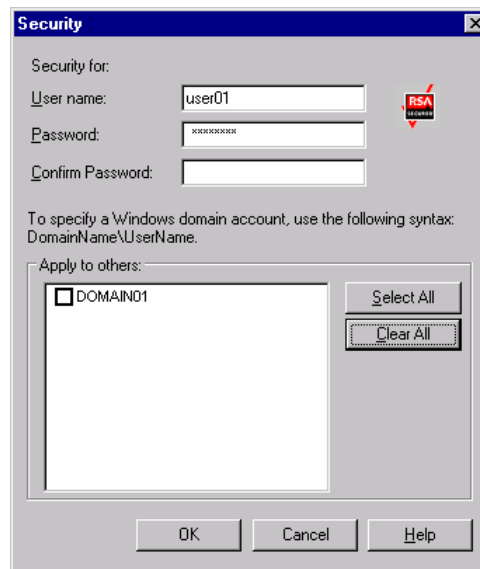 Security
Security for:
User name: user01
Password: ********
Confirm Password:
RSA
SECURED
To specify a Windows domain account, use the following syntax:
DomainName\UserName.
Apply to others:
DOMAIN01
Select All
Clear All
OK Cancel Help